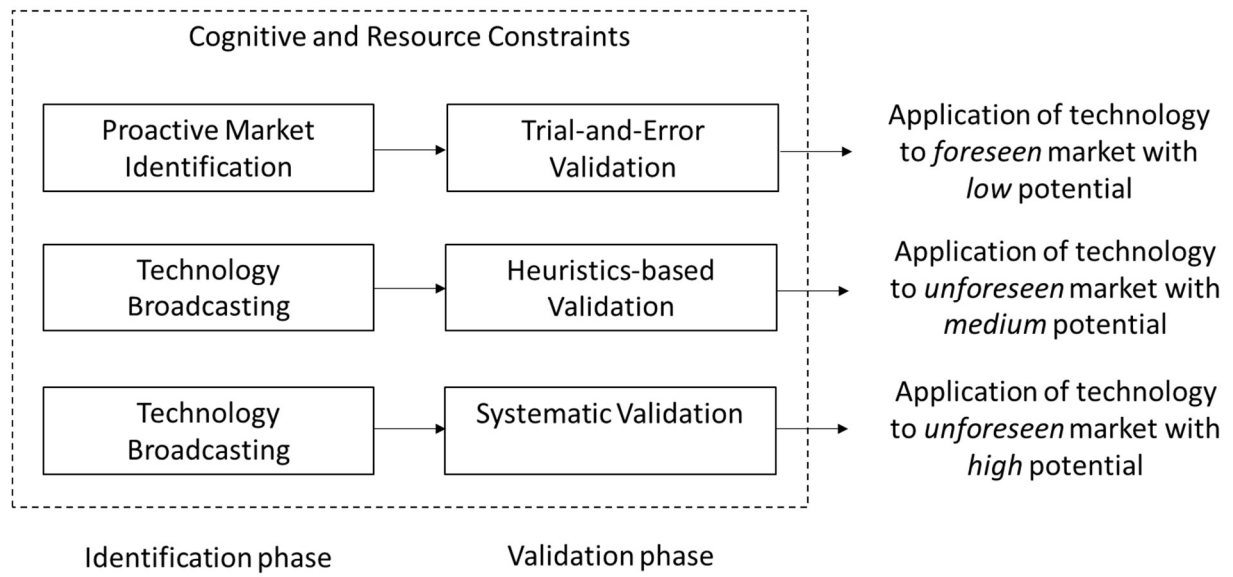 Cognitive and Resource Constraints
Proactive Market
Identification
Trial-and-Error
Validation
Application of technology
to foreseen market with
low potential
Technology
Broadcasting
Heuristics-based
Validation
Application of technology
to unforeseen market with
medium potential
Technology
Broadcasting
Systematic Validation
Application of technology
to unforeseen market with
high potential
Identification phase
Validation phase